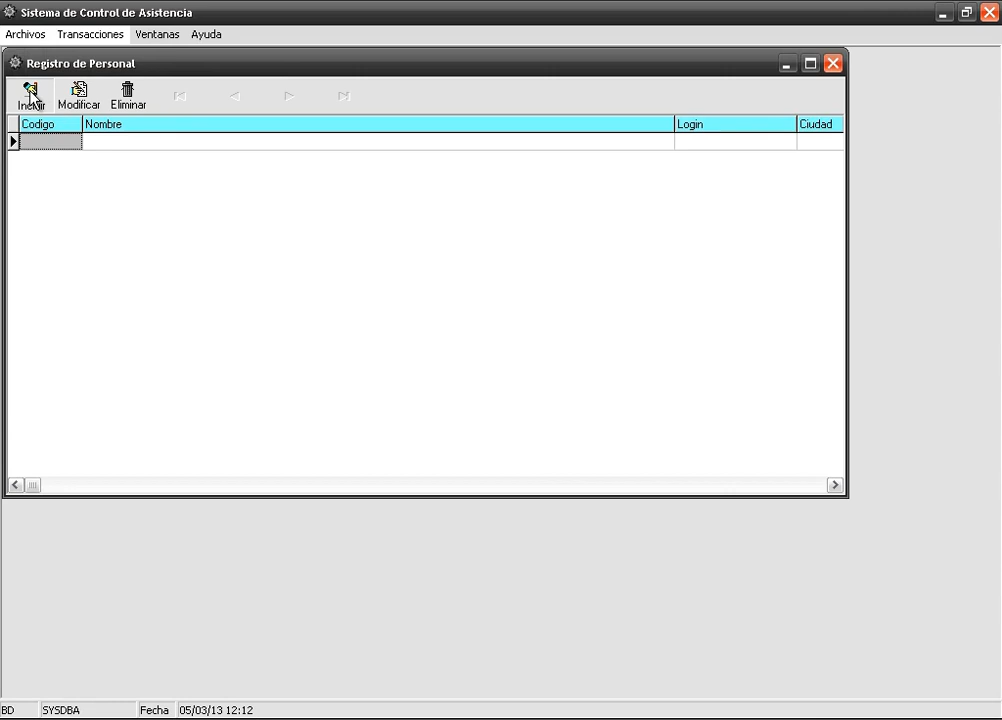 Sistema de Control de Asistencia
Archivos Transacciones Ventanas Ayuda
Registro de Personal
Incluir Modificar Eliminar
Codigo Nombre Login Ciudad
BD SYSDBA Fecha 05/03/13 12:12